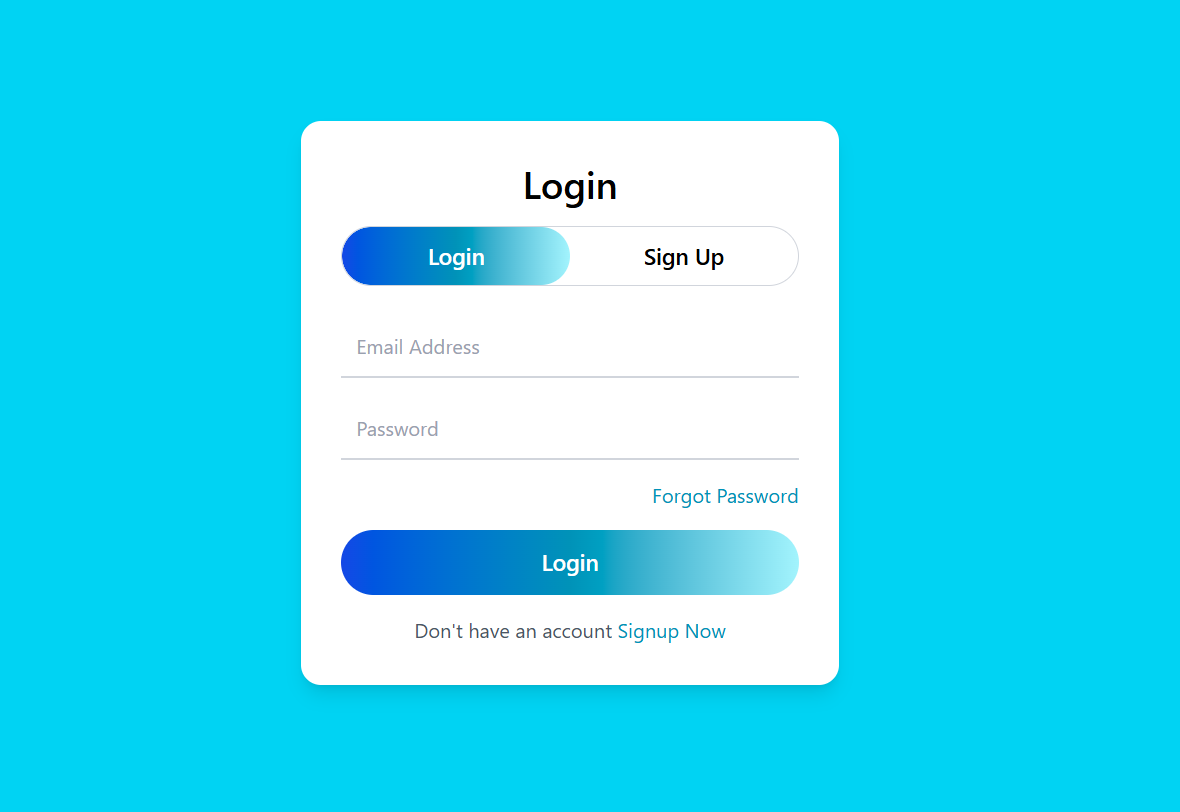 Login
Login Sign Up
Email Address
Password
Forgot Password
Login
Don't have an account Signup Now